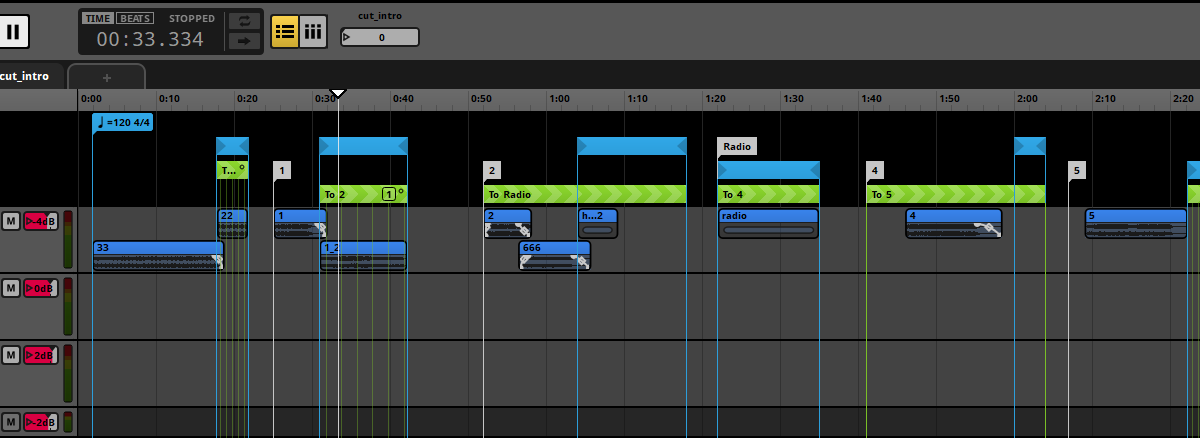 cut_intro
TIME BEATS STOPPED
00:33.334
0
cut_intro +
0:00 0:10 0:20 0:30 0:40 0:50 1:00 1:10 1:20 1:30 1:40 1:50 2:00 2:10 2:20
=120 4/4
Radio
T... 1 2 4 5
To 2 1 To Radio To 4 To 5
M -4dB 22 1 2 h...2 radio 4 5
33 1_2 666
M 0dB
M 2dB
M -2dB